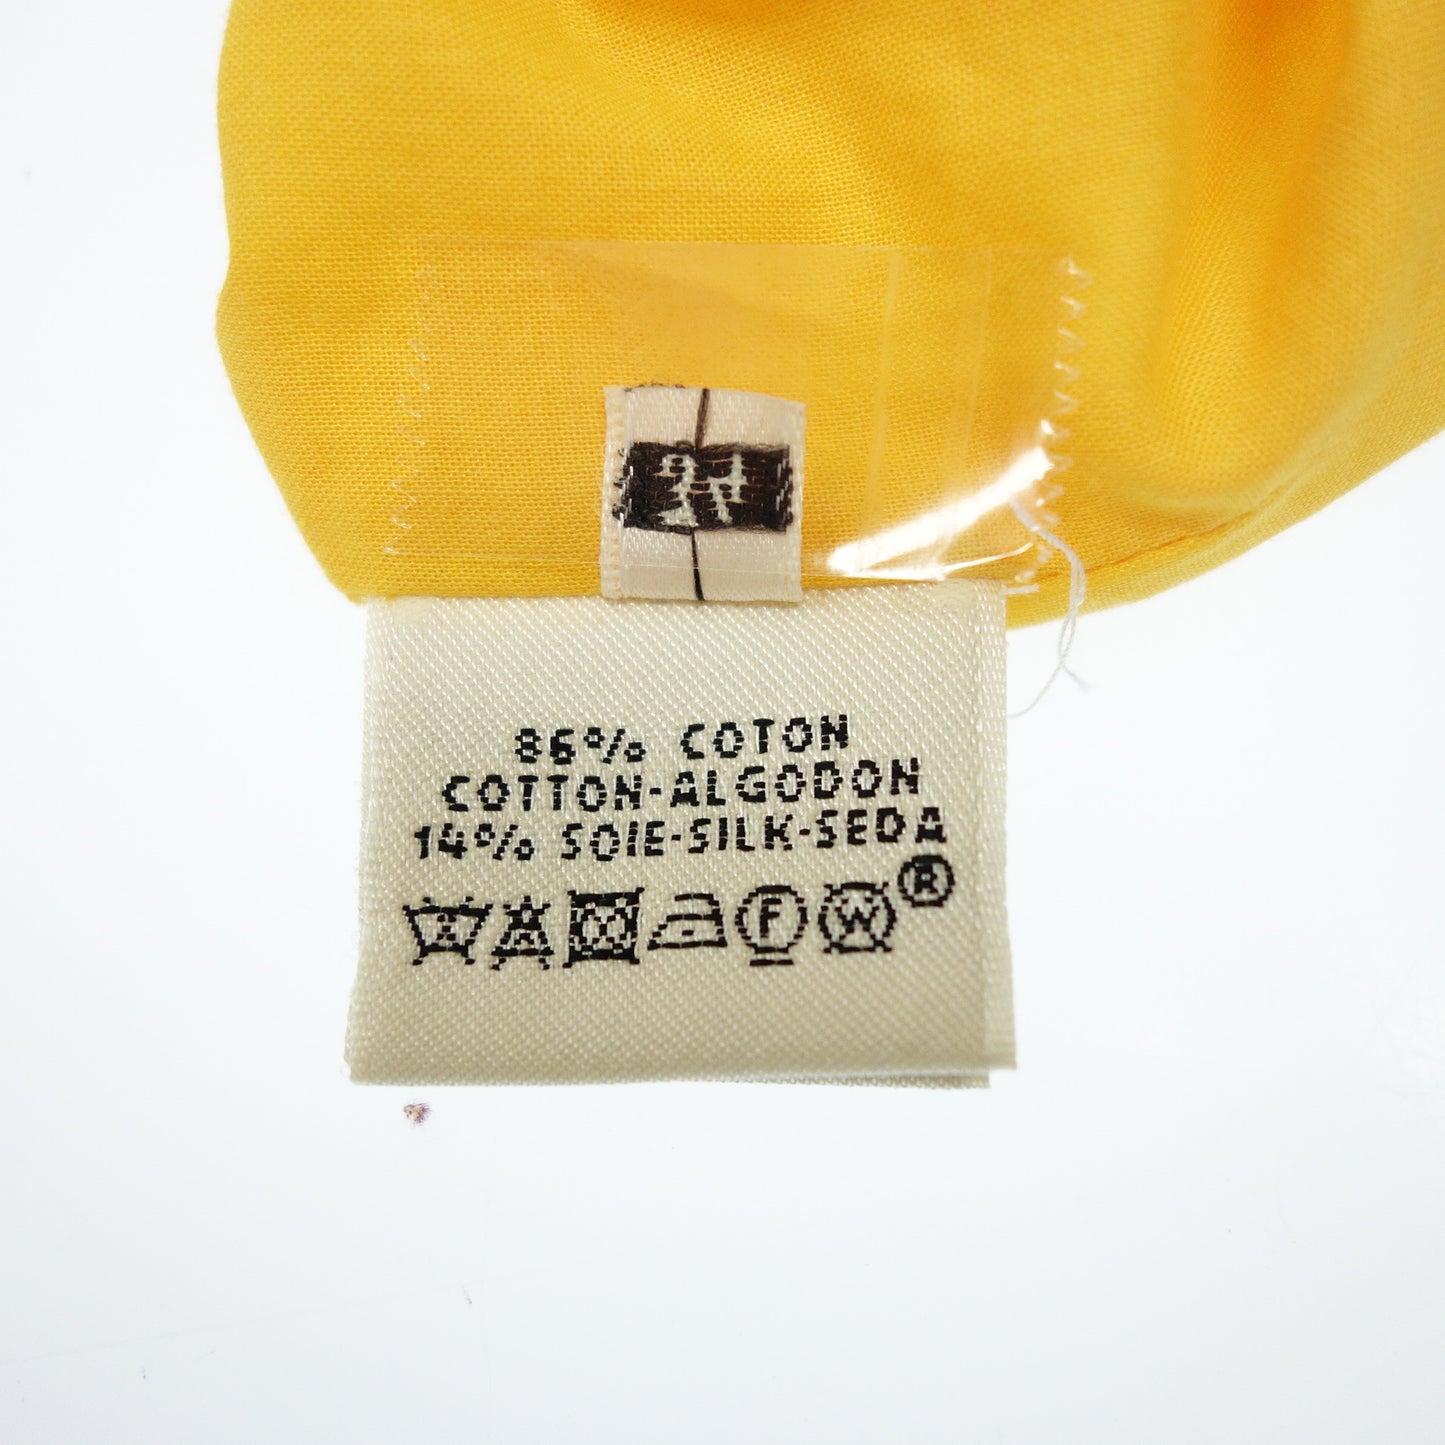 86% COTON
COTTON-ALGODON
14% SOIE-SILK-SEDA
F W ®